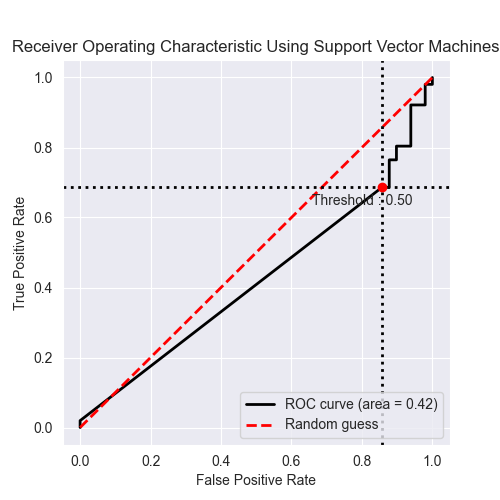 Receiver Operating Characteristic Using Support Vector Machines
1.0
0.8
0.6
0.4
0.2
0.0
True Positive Rate
Threshold : 0.50
ROC curve (area = 0.42)
Random guess
0.0 0.2 0.4 0.6 0.8 1.0
False Positive Rate